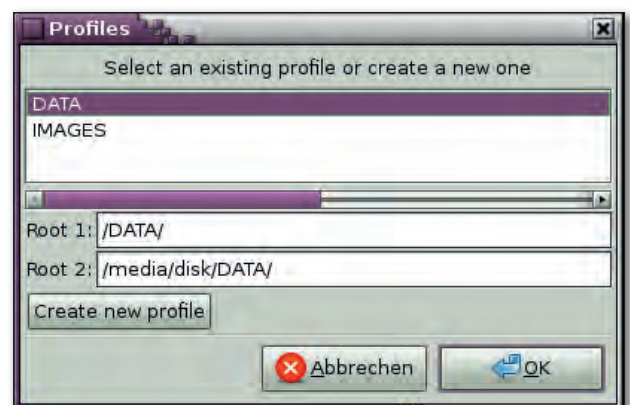 Profiles
Select an existing profile or create a new one
DATA
IMAGES
Root 1: /DATA/
Root 2: /media/disk/DATA/
Create new profile
Abbrechen OK